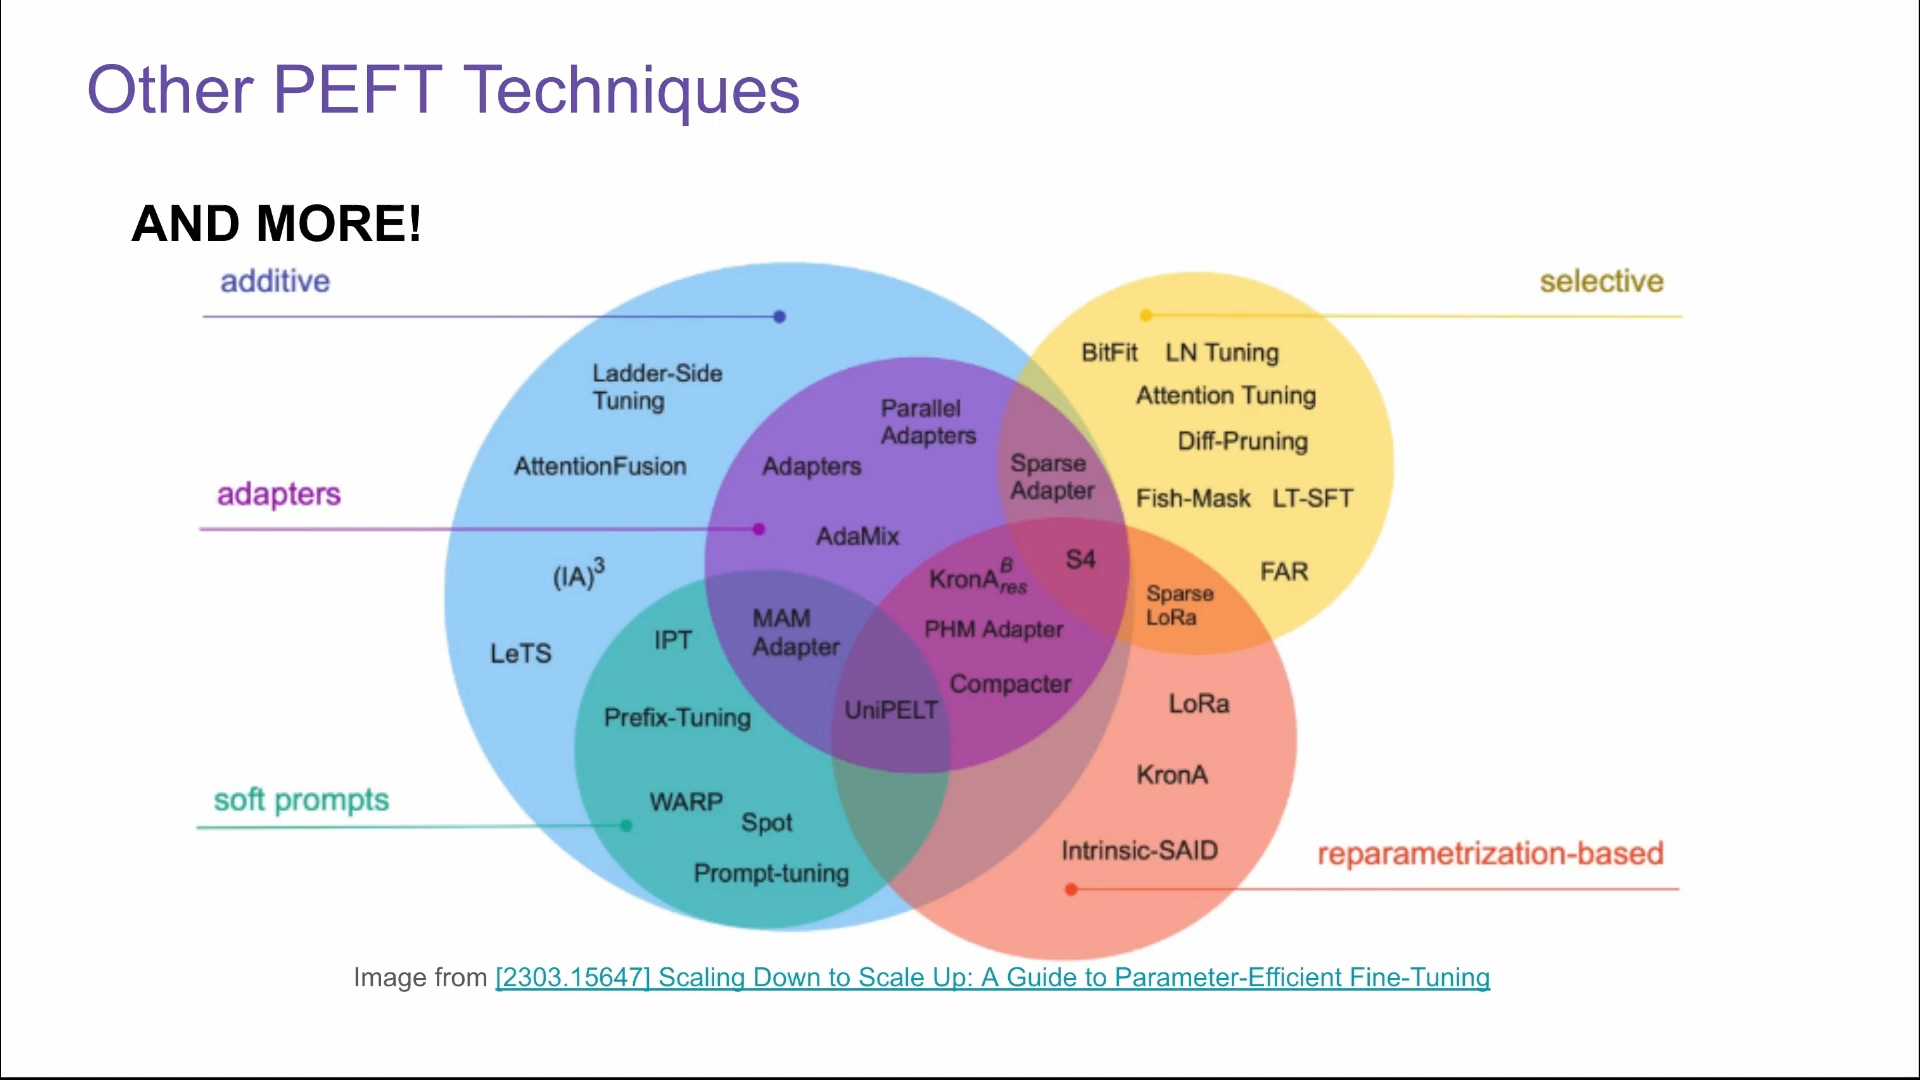 Other PEFT Techniques
AND MORE!
additive
selective
BitFit LN Tuning
Ladder-Side
Tuning
Attention Tuning
Parallel
Adapters
Diff-Pruning
AttentionFusion
Adapters
Sparse
Adapter
adapters
Fish-Mask LT-SFT
AdaMix
(IA)³
KronA^B_res
S4
FAR
Sparse
LoRa
MAM
Adapter
IPT
PHM Adapter
LeTS
Compacter
UniPELT
LoRa
Prefix-Tuning
KronA
soft prompts
WARP
Spot
Intrinsic-SAID
reparametrization-based
Prompt-tuning
Image from [2303.15647] Scaling Down to Scale Up: A Guide to Parameter-Efficient Fine-Tuning